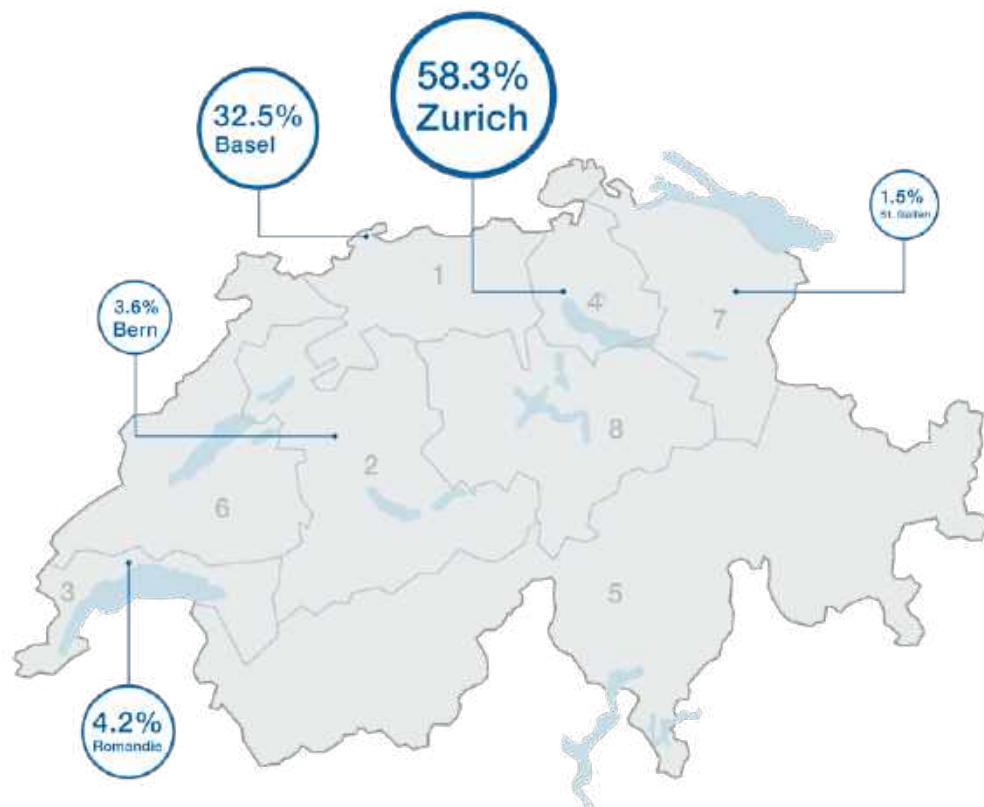 58.3%
Zurich
32.5%
Basel
1.5%
St. Gallen
3.6%
Bern
4.2%
Romandie
1
4
7
8
2
6
3
5